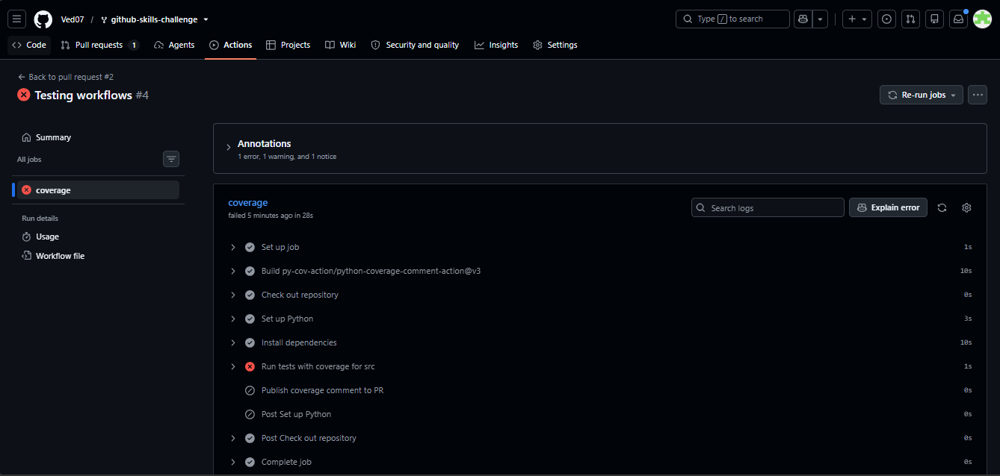 Ved07 / github-skills-challenge
Type / to search
Code
Pull requests 1
Agents
Actions
Projects
Wiki
Security and quality
Insights
Settings
Back to pull request #2
Testing workflows #4
Re-run jobs
Summary
All jobs
coverage
Run details
Usage
Workflow file
Annotations
1 error, 1 warning, and 1 notice
coverage
failed 5 minutes ago in 28s
Search logs
Explain error
Set up job 1s
Build py-cov-action/python-coverage-comment-action@v3 10s
Check out repository 0s
Set up Python 3s
Install dependencies 10s
Run tests with coverage for src 1s
Publish coverage comment to PR 0s
Post Set up Python 0s
Post Check out repository 0s
Complete job 0s